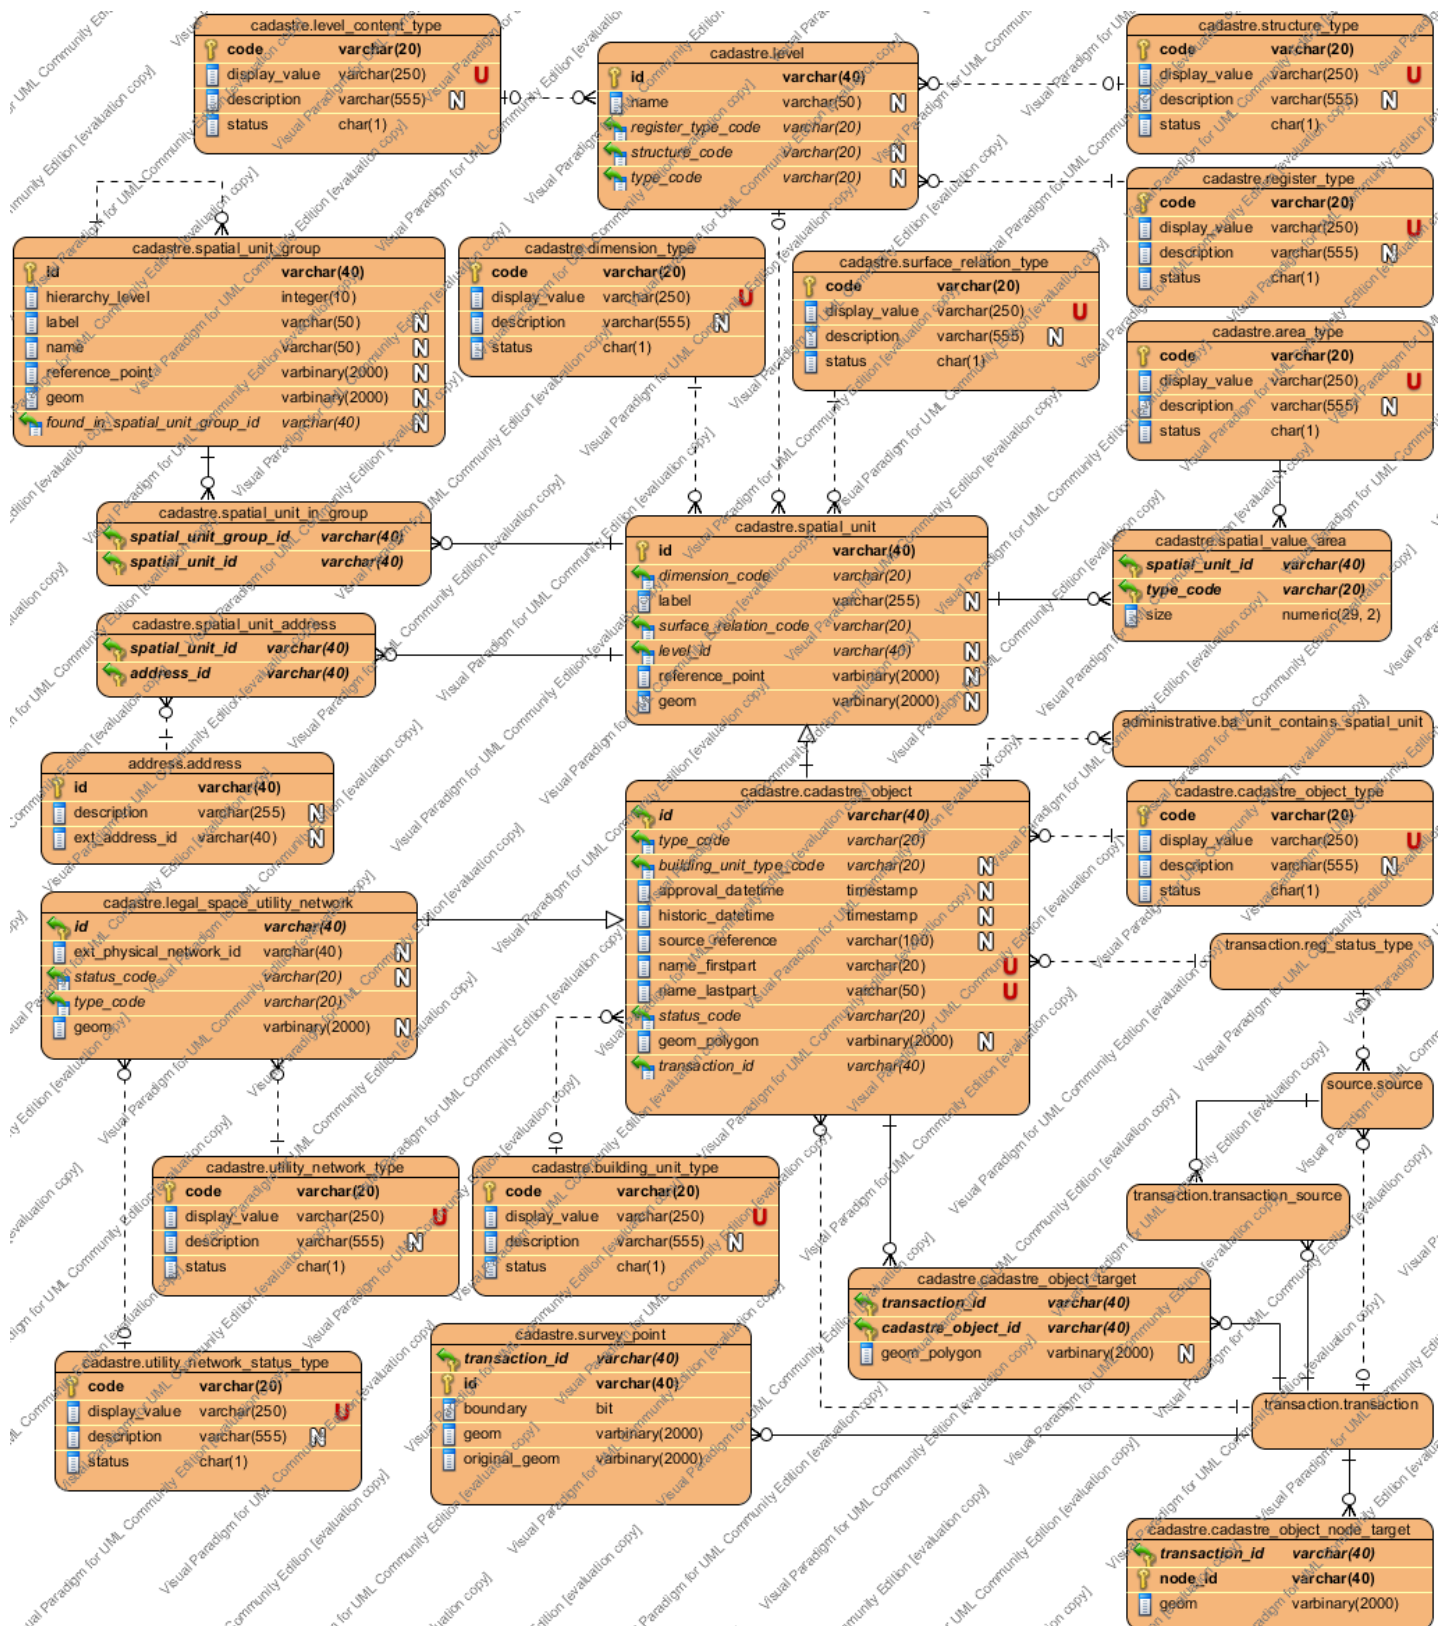 cadastre.level_content_type
code varchar(20)
display_value varchar(250) U
description varchar(555) N
status char(1)
cadastre.level
id varchar(40)
name varchar(50) N
register_type_code varchar(20)
structure_code varchar(20) N
type_code varchar(20) N
cadastre.structure_type
code varchar(20)
display_value varchar(250) U
description varchar(555) N
status char(1)
cadastre.register_type
code varchar(20)
display_value varchar(250) U
description varchar(555) N
status char(1)
cadastre.spatial_unit_group
id varchar(40)
hierarchy_level integer(10)
label varchar(50) N
name varchar(50) N
reference_point varbinary(2000) N
geom varbinary(2000) N
found_in_spatial_unit_group_id varchar(40) N
cadastre.dimension_type
code varchar(20)
display_value varchar(250) U
description varchar(555) N
status char(1)
cadastre.surface_relation_type
code varchar(20)
display_value varchar(250) U
description varchar(555) N
status char(1)
cadastre.area_type
code varchar(20)
display_value varchar(250) U
description varchar(555) N
status char(1)
cadastre.spatial_unit_in_group
spatial_unit_group_id varchar(40)
spatial_unit_id varchar(40)
cadastre.spatial_unit
id varchar(40)
dimension_code varchar(20)
label varchar(255) N
surface_relation_code varchar(20)
level_id varchar(40) N
reference_point varbinary(2000) N
geom varbinary(2000) N
cadastre.spatial_value_area
spatial_unit_id varchar(40)
type_code varchar(20)
size numeric(29, 2)
cadastre.spatial_unit_address
spatial_unit_id varchar(40)
address_id varchar(40)
administrative.ba_unit_contains_spatial_unit
address.address
id varchar(40)
description varchar(255) N
ext_address_id varchar(40) N
cadastre.cadastre_object
id varchar(40)
type_code varchar(20)
building_unit_type_code varchar(20) N
approval_datetime timestamp N
historic_datetime timestamp N
source_reference varchar(100) N
name_firstpart varchar(20) U
name_lastpart varchar(50) U
status_code varchar(20)
geom_polygon varbinary(2000) N
transaction_id varchar(40)
cadastre.cadastre_object_type
code varchar(20)
display_value varchar(250) U
description varchar(555) N
status char(1)
cadastre.legal_space_utility_network
id varchar(40)
ext_physical_network_id varchar(40) N
status_code varchar(20) N
type_code varchar(20)
geom varbinary(2000) N
transaction.reg_status_type
source.source
transaction.transaction_source
cadastre.utility_network_type
code varchar(20)
display_value varchar(250) U
description varchar(555) N
status char(1)
cadastre.building_unit_type
code varchar(20)
display_value varchar(250) U
description varchar(555) N
status char(1)
cadastre.cadastre_object_target
transaction_id varchar(40)
cadastre_object_id varchar(40)
geom_polygon varbinary(2000) N
cadastre.survey_point
transaction_id varchar(40)
id varchar(40)
boundary bit
geom varbinary(2000)
original_geom varbinary(2000)
cadastre.utility_network_status_type
code varchar(20)
display_value varchar(250) U
description varchar(555) N
status char(1)
transaction.transaction
cadastre.cadastre_object_node_target
transaction_id varchar(40)
node_id varchar(40)
geom varbinary(2000)
Visual Paradigm for UML Community Edition [evaluation copy]